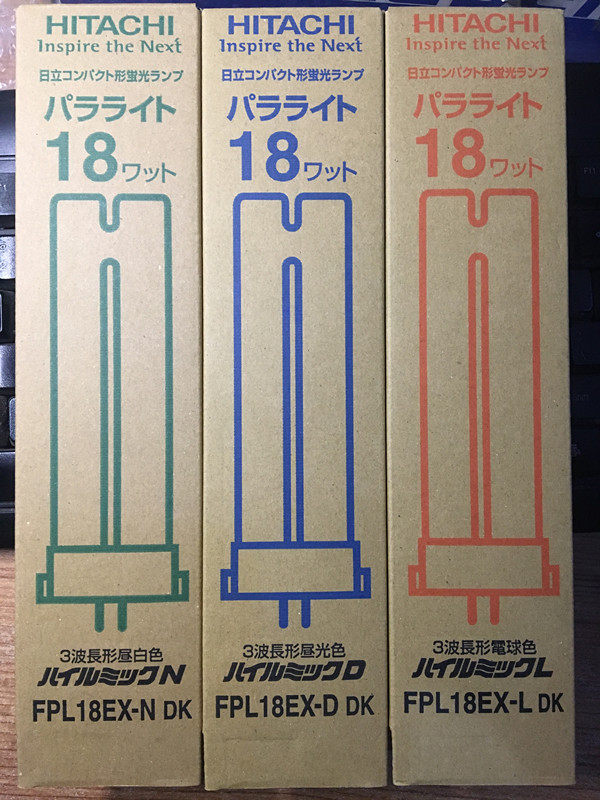 HITACHI
Inspire the Next
日立コンパクト形蛍光ランプ
パラライト
18ワット
3波長形昼白色
ハイルミックN
FPL18EX-N DK
HITACHI
Inspire the Next
日立コンパクト形蛍光ランプ
パラライト
18ワット
3波長形昼光色
ハイルミックD
FPL18EX-D DK
HITACHI
Inspire the Next
日立コンパクト形蛍光ランプ
パラライト
18ワット
3波長形電球色
ハイルミックL
FPL18EX-L DK